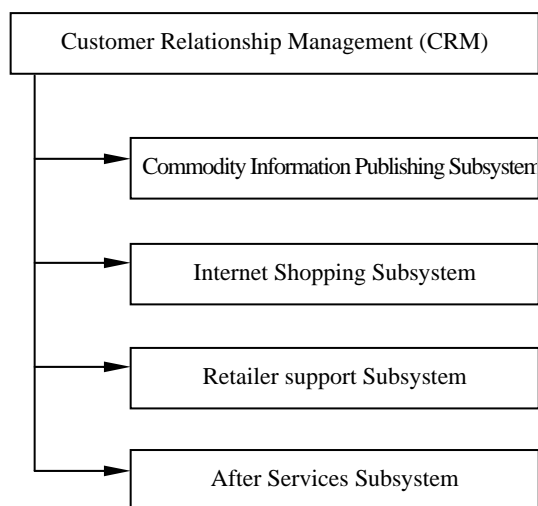 Customer Relationship Management (CRM)
Commodity Information Publishing Subsystem
Internet Shopping Subsystem
Retailer support Subsystem
After Services Subsystem